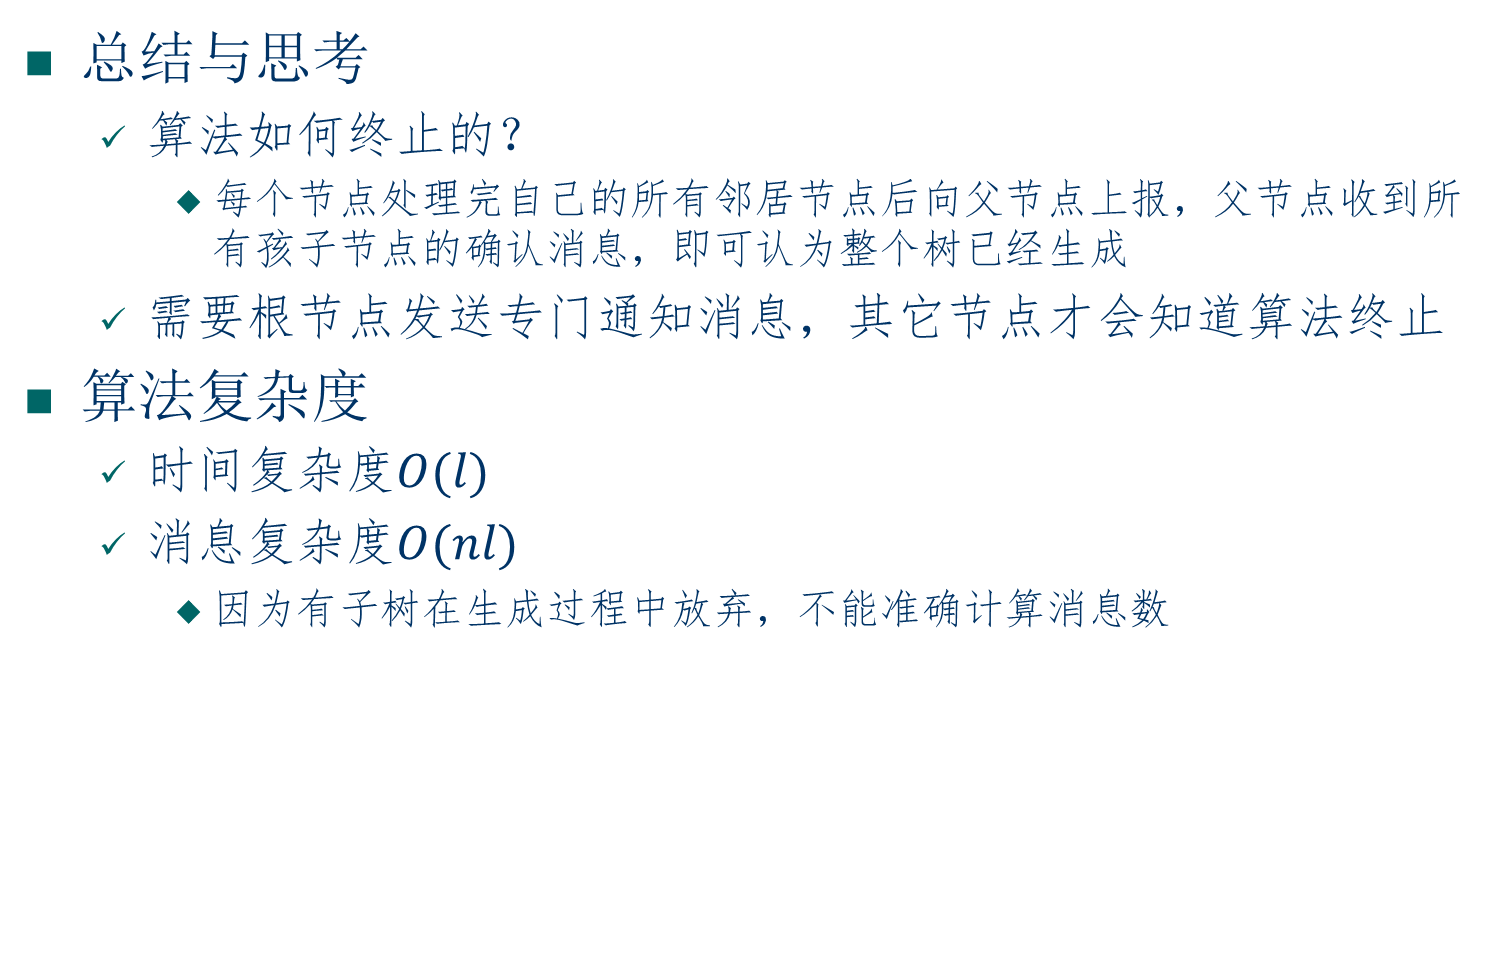 ■ 总结与思考
✓ 算法如何终止的?
◆ 每个节点处理完自己的所有邻居节点后向父节点上报，父节点收到所
有孩子节点的确认消息，即可认为整个树已经生成
✓ 需要根节点发送专门通知消息，其它节点才会知道算法终止
■ 算法复杂度
✓ 时间复杂度O(l)
✓ 消息复杂度O(nl)
◆ 因为有子树在生成过程中放弃，不能准确计算消息数